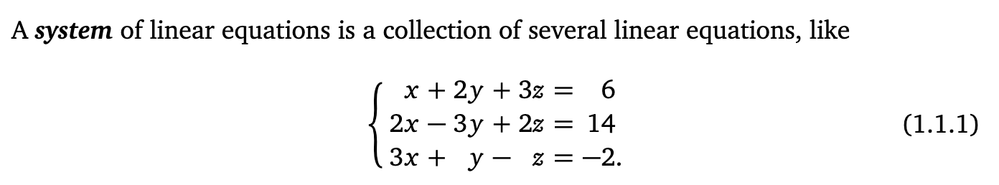 A system of linear equations is a collection of several linear equations, like
x + 2y + 3z = 6
2x − 3y + 2z = 14
3x + y − z = −2.
(1.1.1)